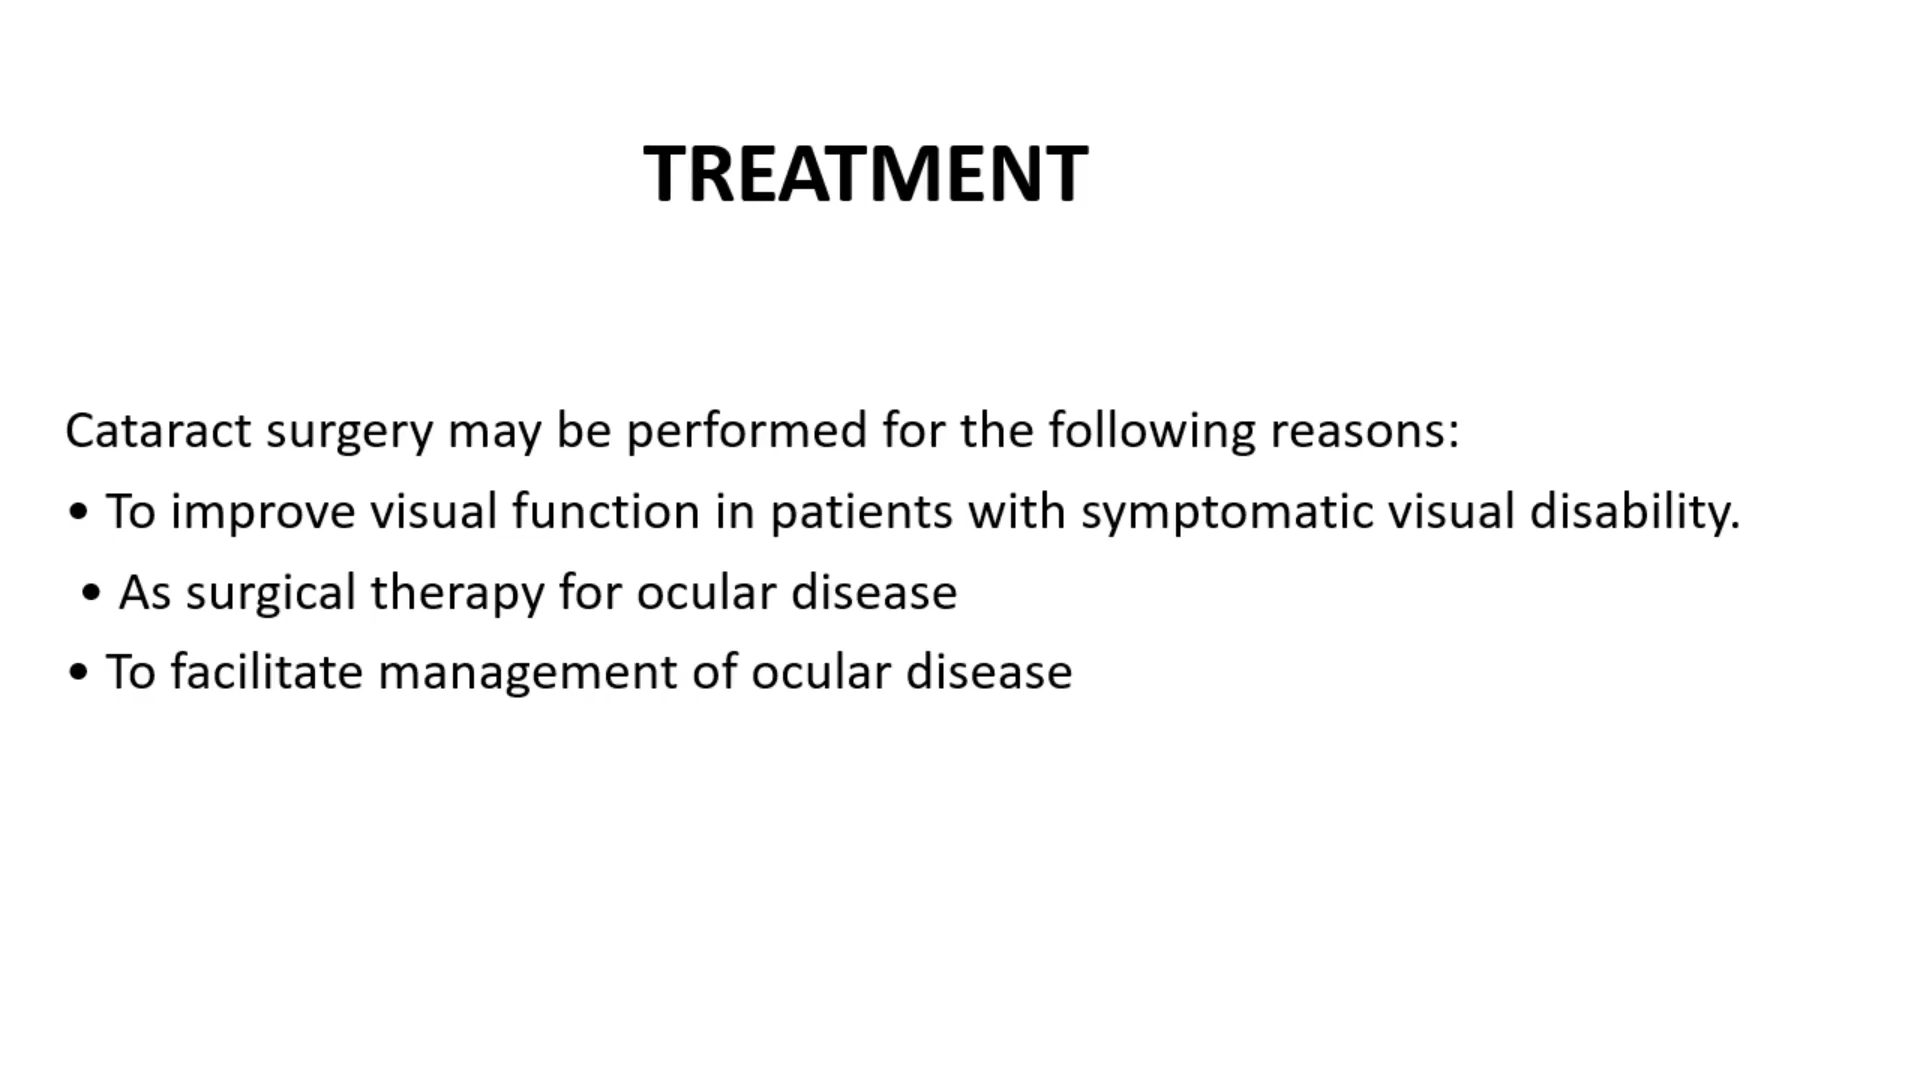 TREATMENT
Cataract surgery may be performed for the following reasons:
• To improve visual function in patients with symptomatic visual disability.
• As surgical therapy for ocular disease
• To facilitate management of ocular disease